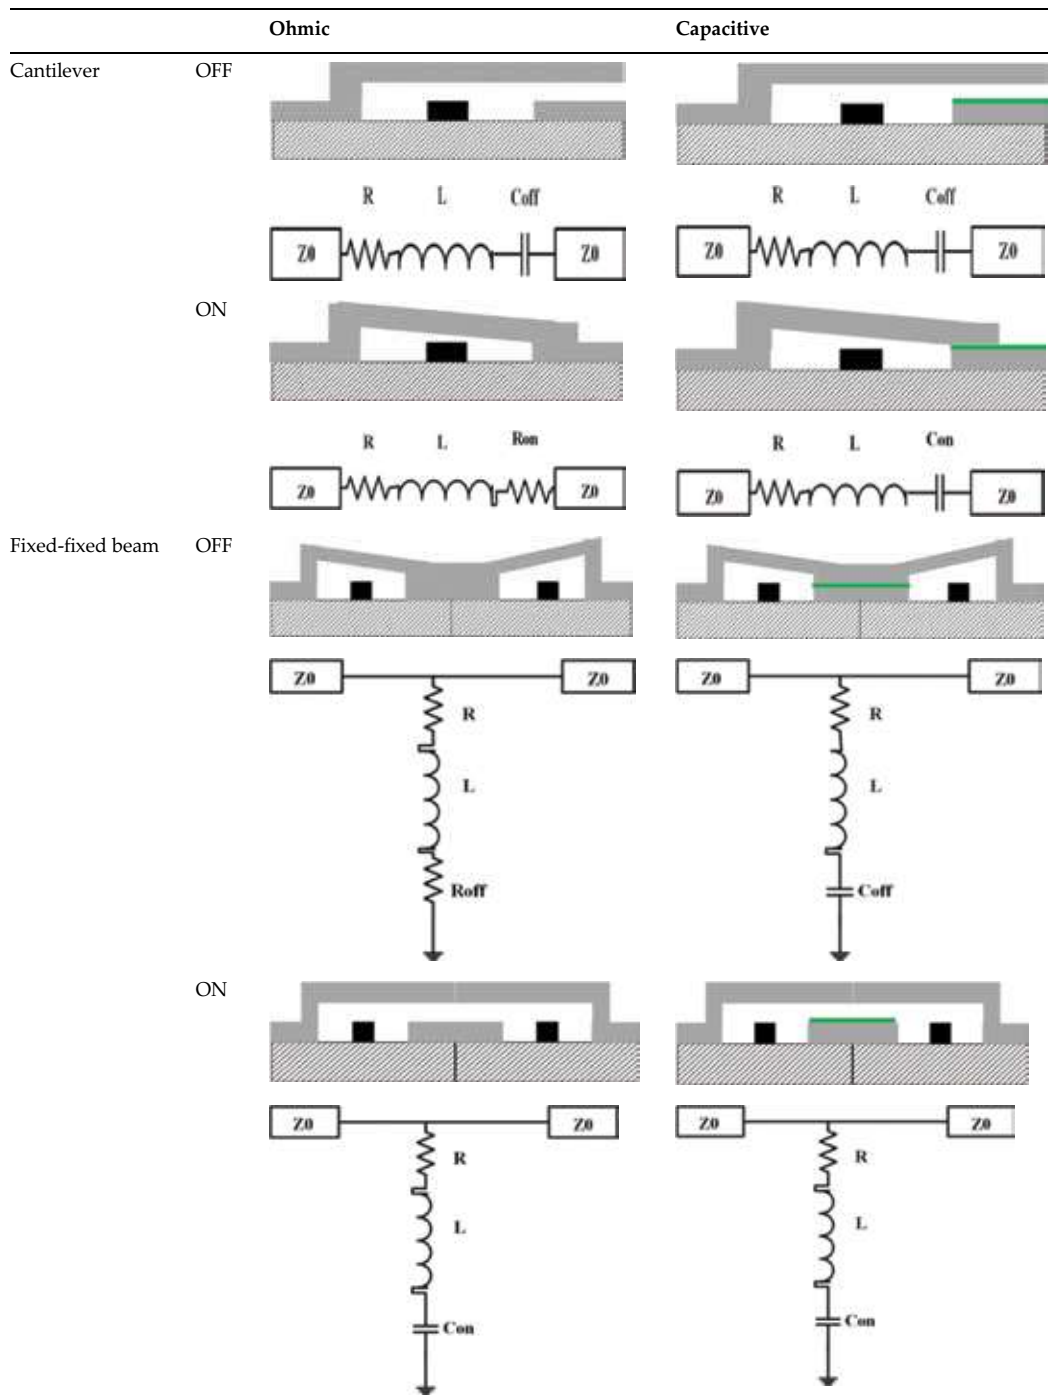 Ohmic Capacitive
Cantilever OFF
R L Coff R L Coff
Z0 Z0 Z0 Z0
ON
R L Ron R L Con
Z0 Z0 Z0 Z0
Fixed-fixed beam OFF
Z0 Z0 Z0 Z0
R R
L L
Roff Coff
ON
Z0 Z0 Z0 Z0
R R
L L
Con Con